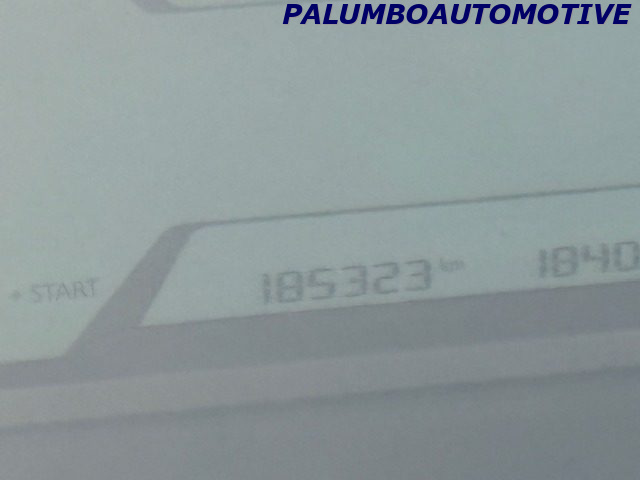 PALUMBOAUTOMOTIVE
+ START 185323 km 1840